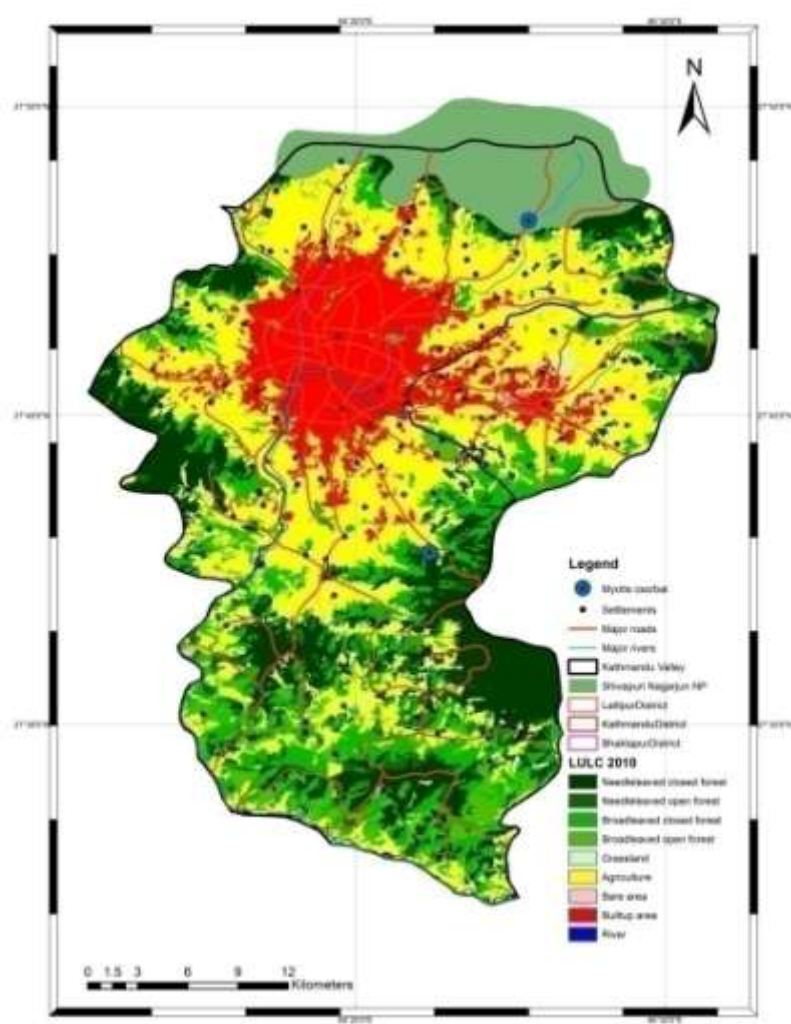 N
Legend
Myotis csorbai
Settlements
Major roads
Major rivers
Kathmandu Valley
Shivapuri Nagarjun NP
LalitpurDistrict
KathmanduDistrict
BhaktapurDistrict
LULC 2010
Needleleaved closed forest
Needleleaved open forest
Broadleaved closed forest
Broadleaved open forest
Grassland
Agriculture
Bare area
Builtup area
River
0 1.5 3 6 9 12
Kilometers